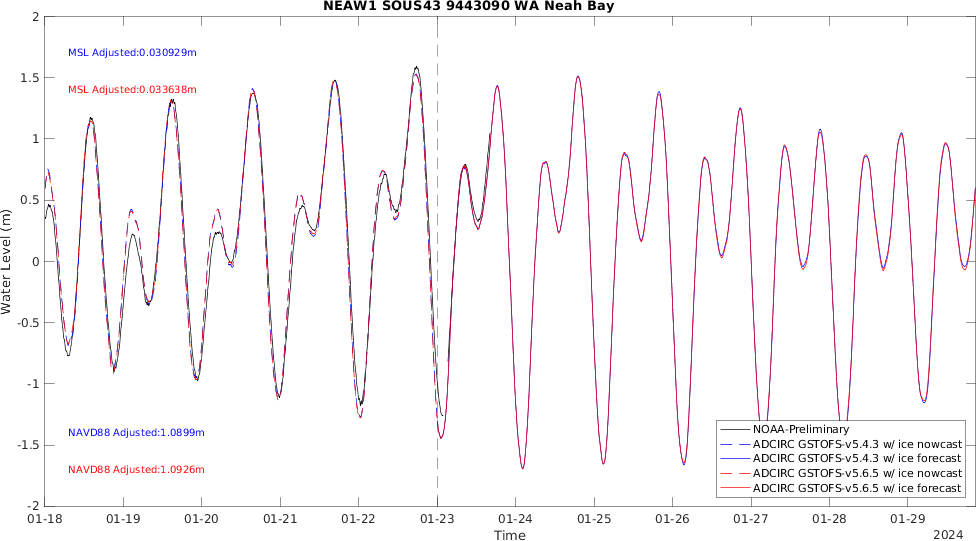 NEAW1 SOUS43 9443090 WA Neah Bay
2
1.5
1
0.5
0
-0.5
-1
-1.5
-2
Water Level (m)
MSL Adjusted:0.030929m
MSL Adjusted:0.033638m
NAVD88 Adjusted:1.0899m
NAVD88 Adjusted:1.0926m
NOAA-Preliminary
ADCIRC GSTOFS-v5.4.3 w/ ice nowcast
ADCIRC GSTOFS-v5.4.3 w/ ice forecast
ADCIRC GSTOFS-v5.6.5 w/ ice nowcast
ADCIRC GSTOFS-v5.6.5 w/ ice forecast
01-18 01-19 01-20 01-21 01-22 01-23 01-24 01-25 01-26 01-27 01-28 01-29
Time
2024